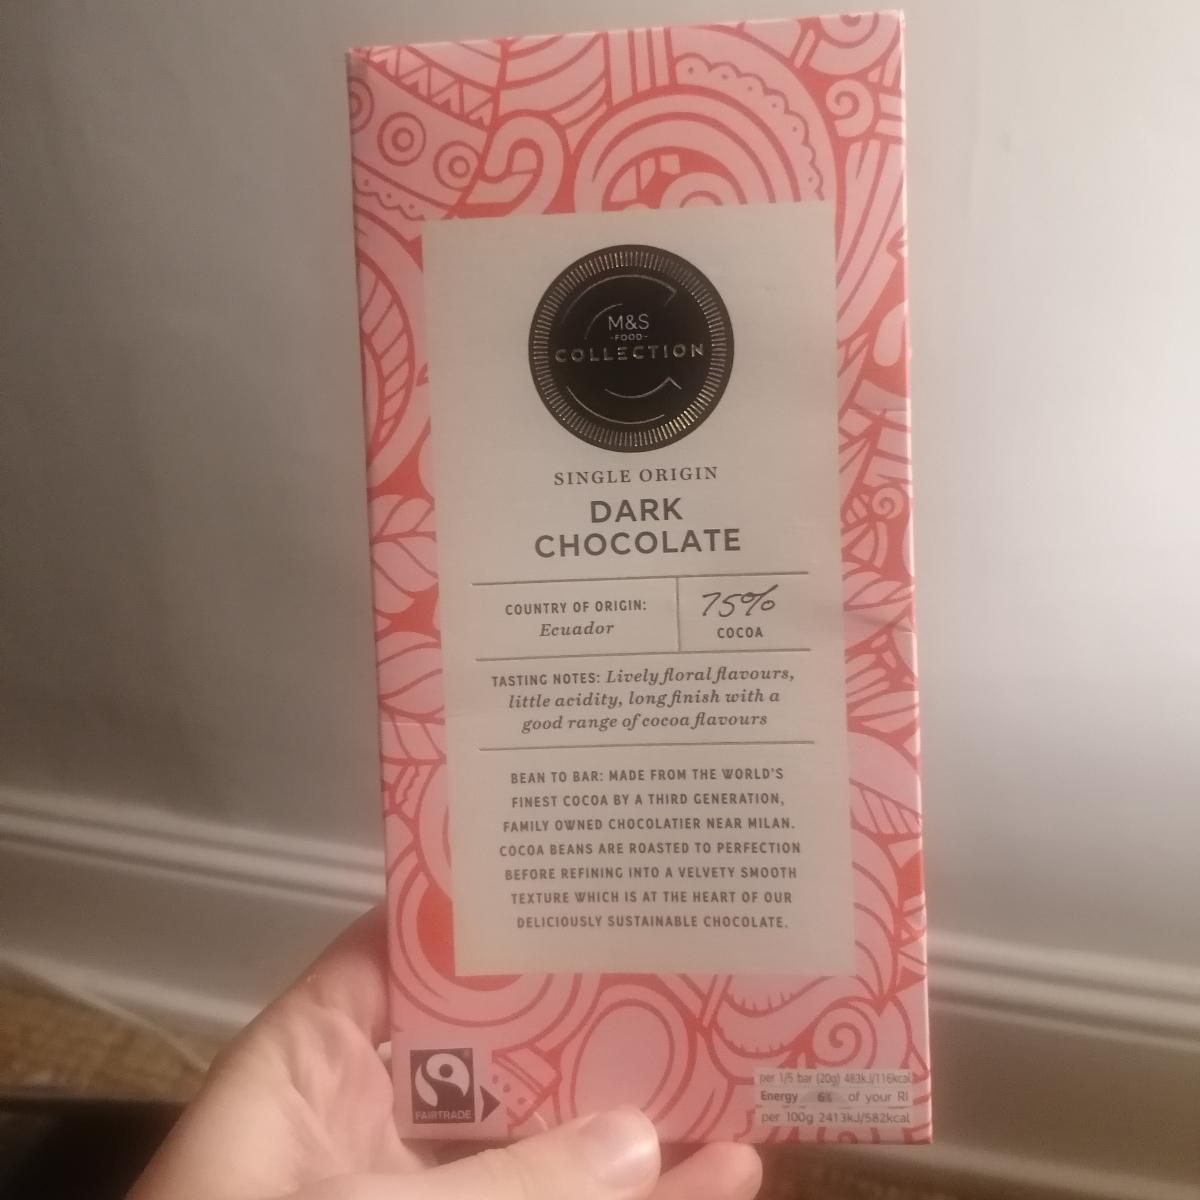 M&S
-FOOD-
COLLECTION
SINGLE ORIGIN
DARK
CHOCOLATE
COUNTRY OF ORIGIN:
Ecuador
75%
COCOA
TASTING NOTES: Lively floral flavours,
little acidity, long finish with a
good range of cocoa flavours
BEAN TO BAR: MADE FROM THE WORLD'S
FINEST COCOA BY A THIRD GENERATION,
FAMILY OWNED CHOCOLATIER NEAR MILAN.
COCOA BEANS ARE ROASTED TO PERFECTION
BEFORE REFINING INTO A VELVETY SMOOTH
TEXTURE WHICH IS AT THE HEART OF OUR
DELICIOUSLY SUSTAINABLE CHOCOLATE.
FAIRTRADE
per 1/5 bar (20g) 483kJ/116kcal
Energy 6% of your RI
per 100g 2413kJ/582kcal